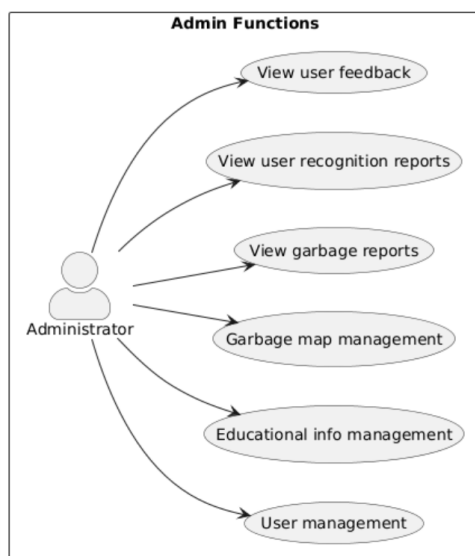 Admin Functions
View user feedback
View user recognition reports
View garbage reports
Administrator
Garbage map management
Educational info management
User management